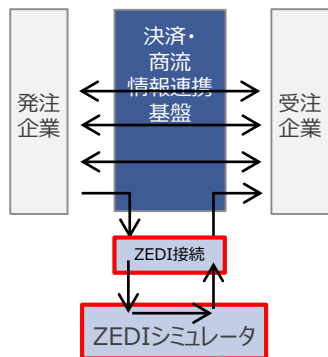 決済・
商流
情報連携
基盤
発注
企業
受注
企業
ZEDI接続
ZEDIシミュレータ